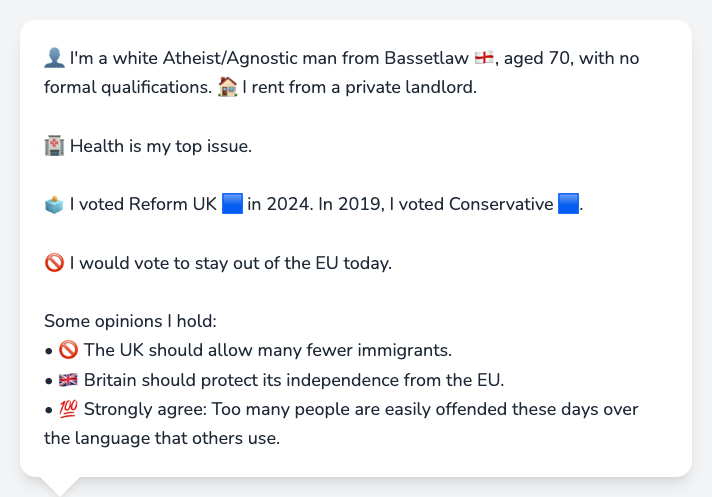 👤 I'm a white Atheist/Agnostic man from Bassetlaw 🏴󠁧󠁢󠁥󠁮󠁧󠁿, aged 70, with no
formal qualifications. 🏠 I rent from a private landlord.
🏥 Health is my top issue.
🗳️ I voted Reform UK 🟦 in 2024. In 2019, I voted Conservative 🟦.
🚫 I would vote to stay out of the EU today.
Some opinions I hold:
• 🚫 The UK should allow many fewer immigrants.
• 🇬🇧 Britain should protect its independence from the EU.
• 💯 Strongly agree: Too many people are easily offended these days over
the language that others use.